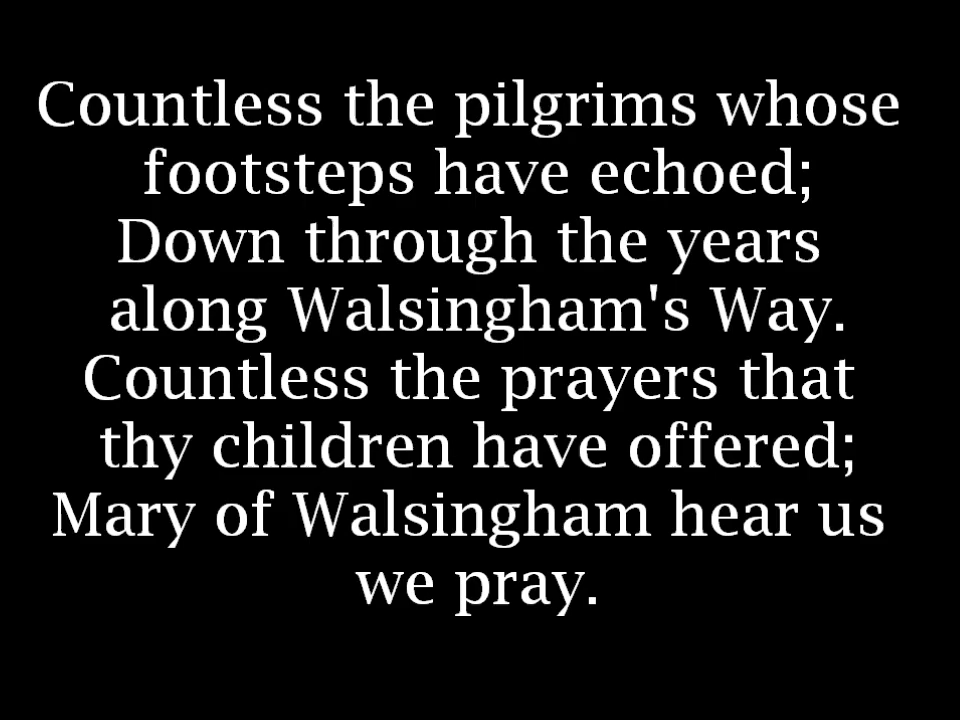 Countless the pilgrims whose
footsteps have echoed;
Down through the years
along Walsingham's Way.
Countless the prayers that
thy children have offered;
Mary of Walsingham hear us
we pray.